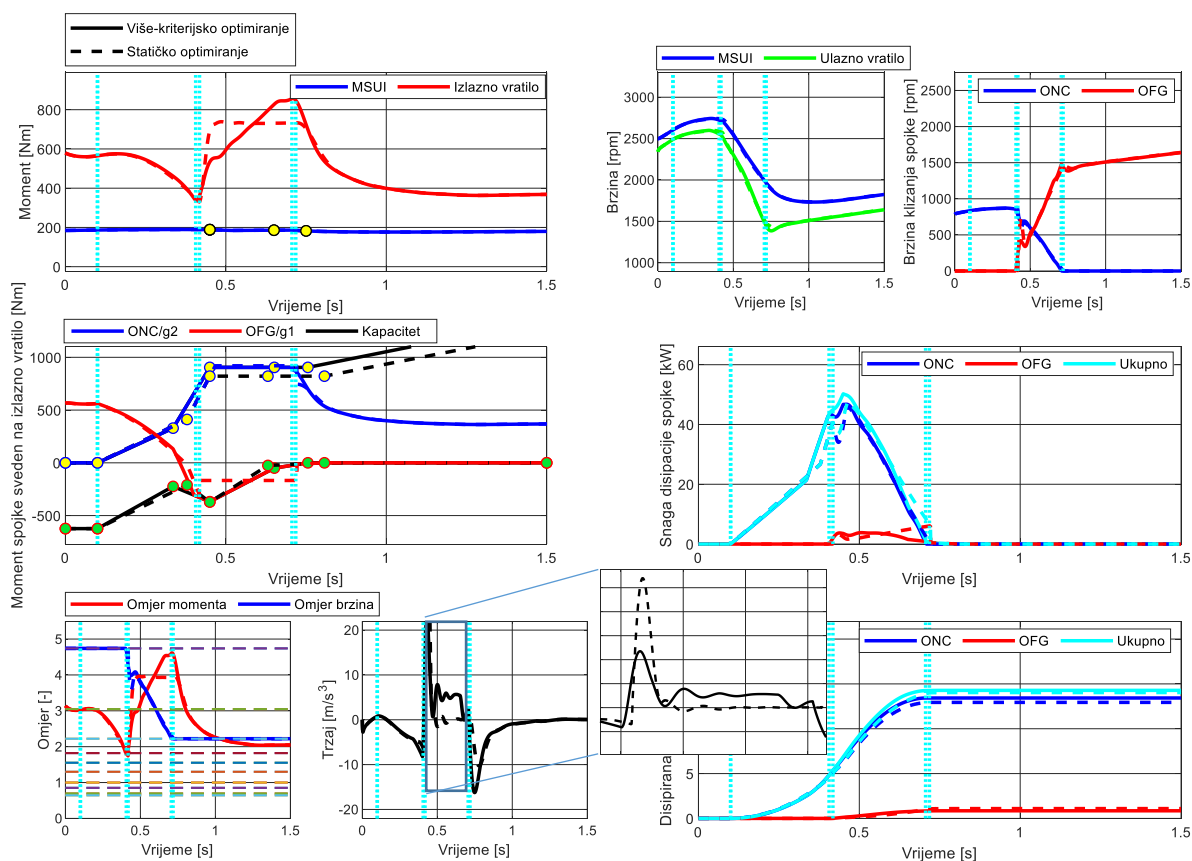 Više-kriterijsko optimiranje
Statičko optimiranje
MSUI
Izlazno vratilo
Moment [Nm]
800
600
400
200
0
0
0.5
1
1.5
Vrijeme [s]
MSUI
Ulazno vratilo
Brzina [rpm]
3000
2500
2000
1500
1000
0
0.5
1
1.5
Vrijeme [s]
ONC
OFG
Brzina klizanja spojke [rpm]
2500
2000
1500
1000
500
0
0
0.5
1
1.5
Vrijeme [s]
Moment spojke sveden na izlazno vratilo [Nm]
ONC/g2
OFG/g1
Kapacitet
1000
500
0
-500
0
0.5
1
1.5
Vrijeme [s]
Snaga disipacije spojke [kW]
ONC
OFG
Ukupno
60
40
20
0
0
0.5
1
1.5
Vrijeme [s]
Omjer momenta
Omjer brzina
Omjer [-]
5
4
3
2
1
0
0
0.5
1
1.5
Vrijeme [s]
Trzaj [m/s³]
20
10
0
-10
-20
0
0.5
1
1.5
Vrijeme [s]
Disipirana
ONC
OFG
Ukupno
5
0
0
0.5
1
1.5
Vrijeme [s]